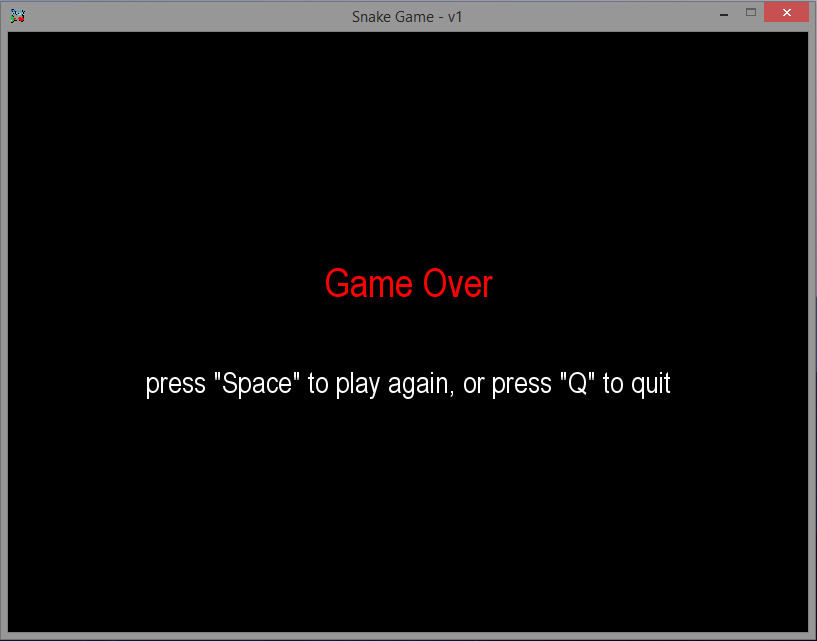 Snake Game - v1
Game Over
press "Space" to play again, or press "Q" to quit